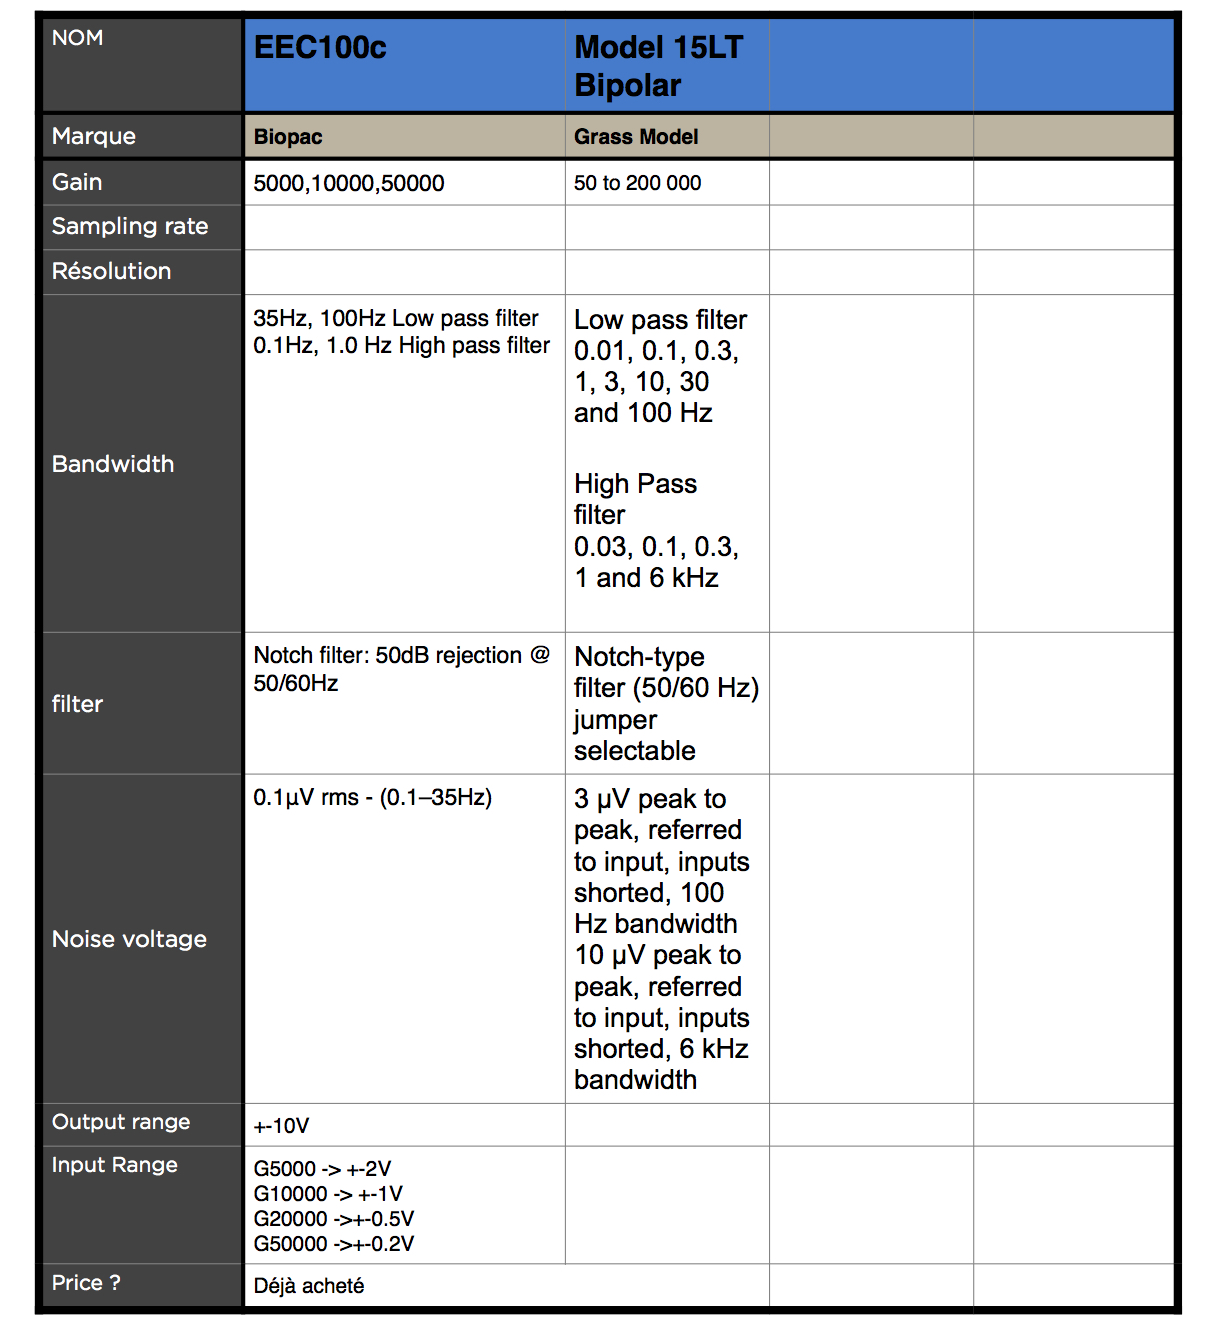 NOM
EEC100c
Model 15LT
Bipolar
Marque
Biopac
Grass Model
Gain
5000,10000,50000
50 to 200 000
Sampling rate
Résolution
Bandwidth
35Hz, 100Hz Low pass filter
0.1Hz, 1.0 Hz High pass filter
Low pass filter
0.01, 0.1, 0.3,
1, 3, 10, 30
and 100 Hz
High Pass
filter
0.03, 0.1, 0.3,
1 and 6 kHz
filter
Notch filter: 50dB rejection @
50/60Hz
Notch-type
filter (50/60 Hz)
jumper
selectable
Noise voltage
0.1µV rms - (0.1–35Hz)
3 µV peak to
peak, referred
to input, inputs
shorted, 100
Hz bandwidth
10 µV peak to
peak, referred
to input, inputs
shorted, 6 kHz
bandwidth
Output range
+-10V
Input Range
G5000 -> +-2V
G10000 -> +-1V
G20000 ->+-0.5V
G50000 ->+-0.2V
Price ?
Déjà acheté